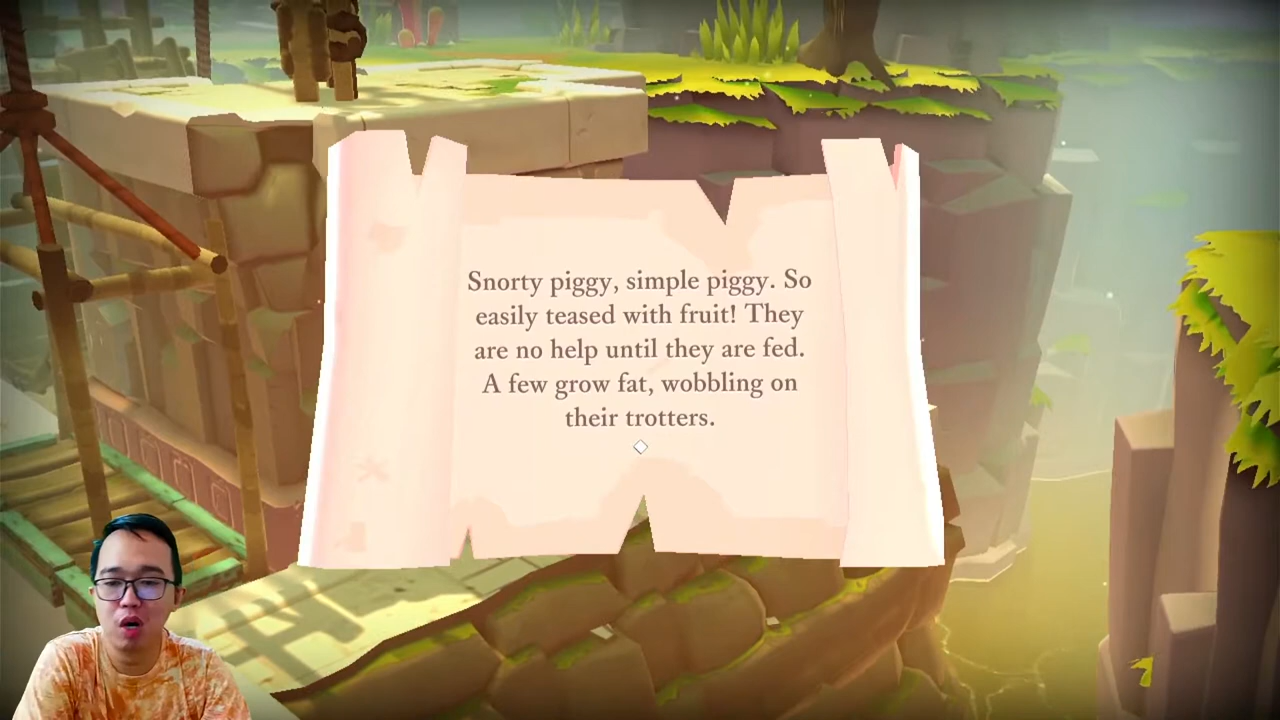 Snorty piggy, simple piggy. So
easily teased with fruit! They
are no help until they are fed.
A few grow fat, wobbling on
their trotters.